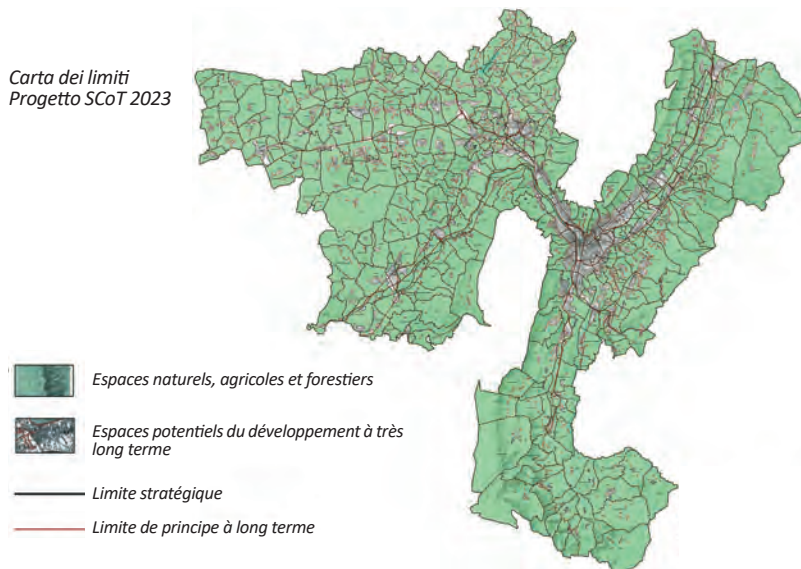 Carta dei limiti
Progetto SCoT 2023
Espaces naturels, agricoles et forestiers
Espaces potentiels du développement à très
long terme
Limite stratégique
Limite de principe à long terme